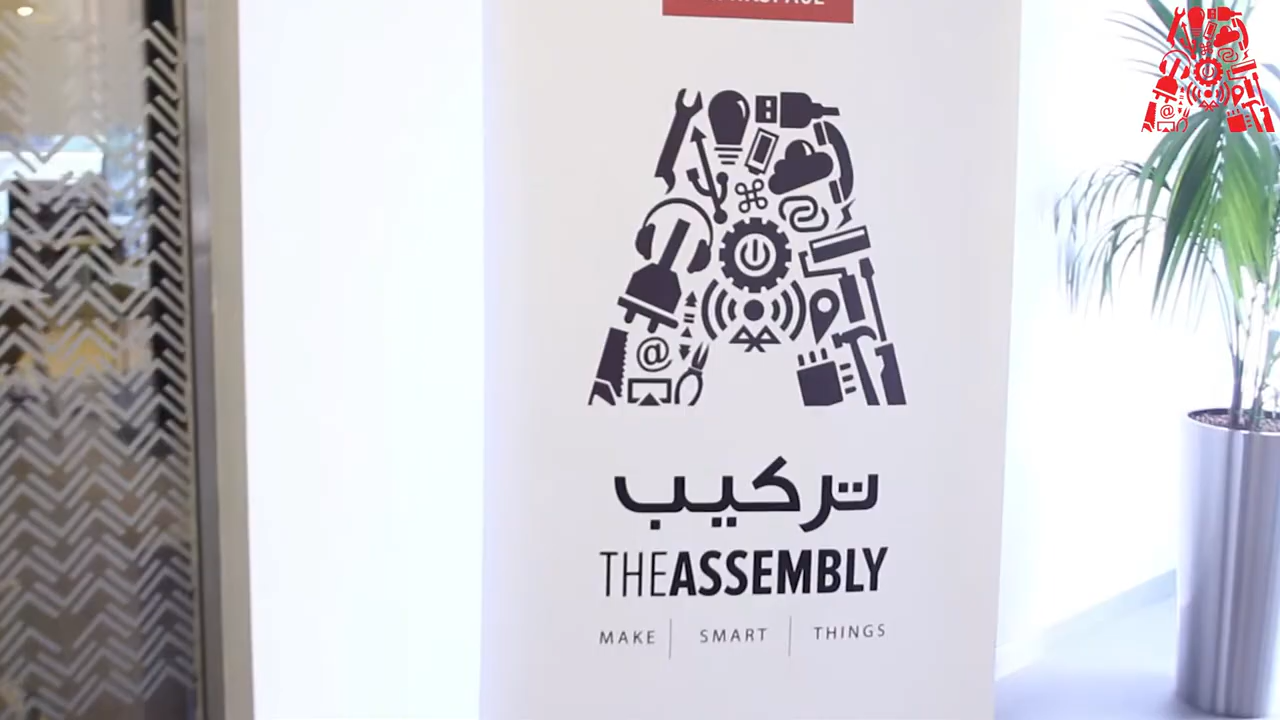 تركيب
THEASSEMBLY
MAKE | SMART | THINGS